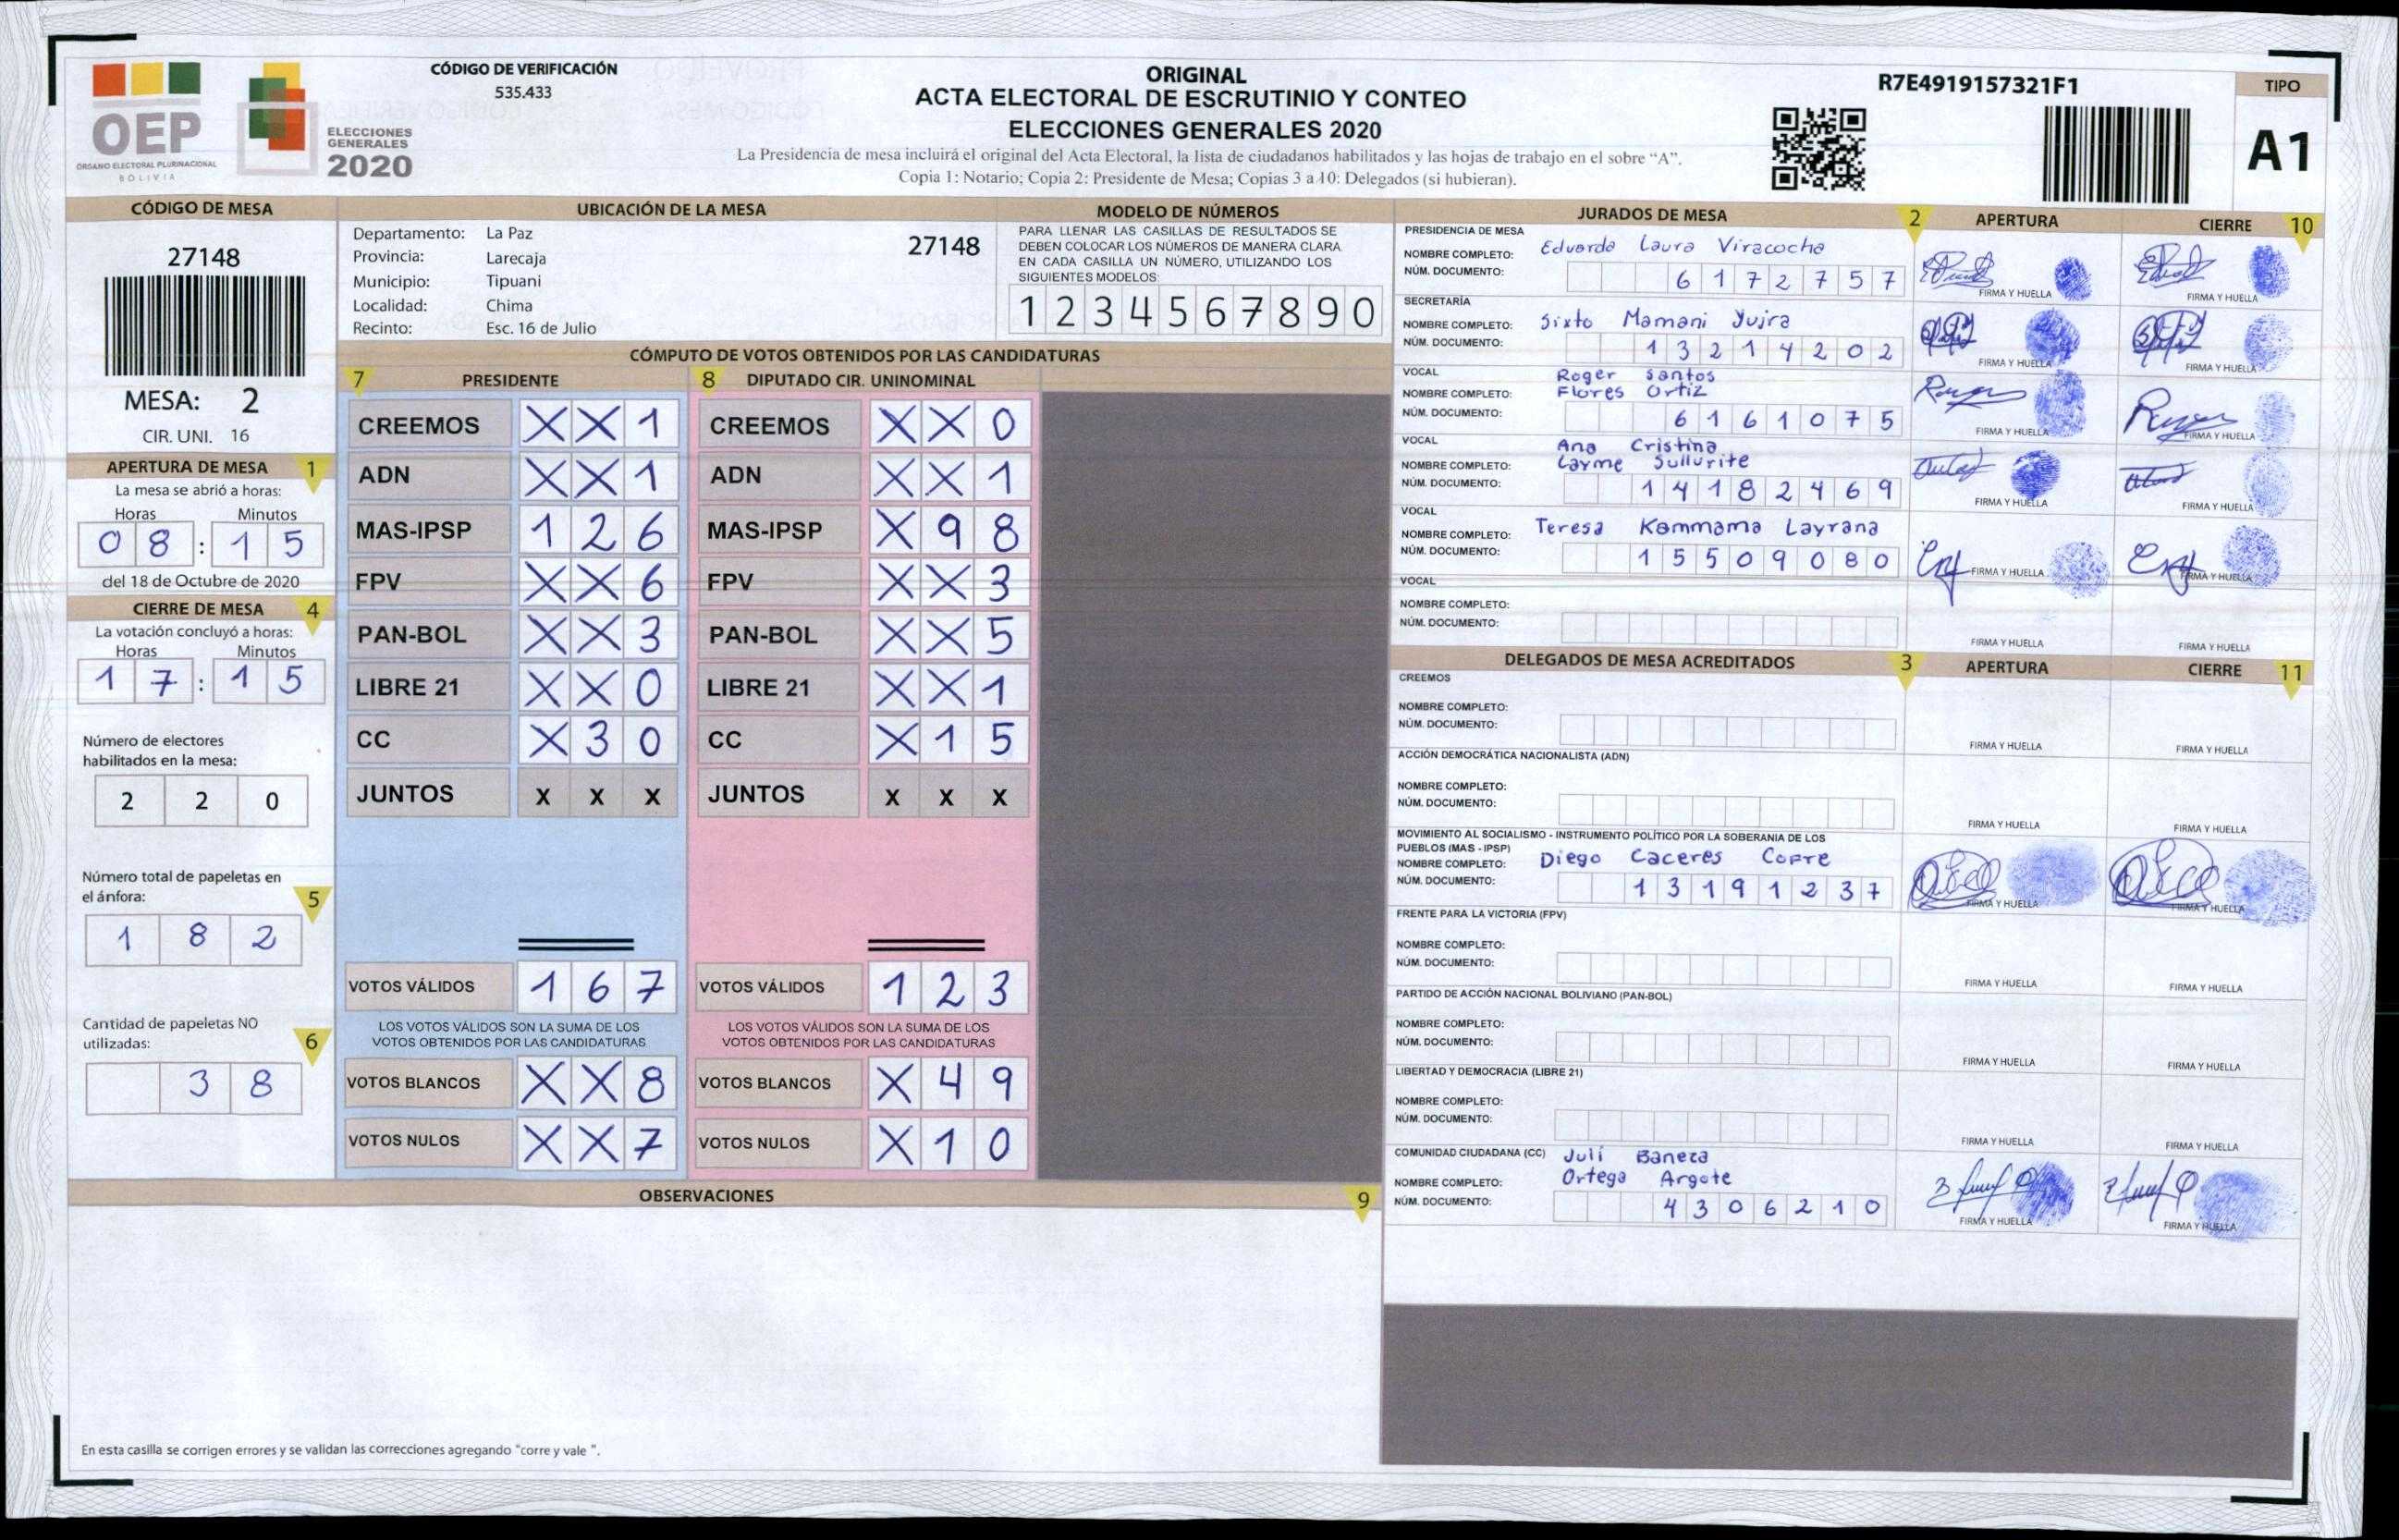 OEP
ÓRGANO ELECTORAL PLURINACIONAL
BOLIVIA
ELECCIONES
GENERALES
2020
CÓDIGO DE VERIFICACIÓN
535.433
ORIGINAL
ACTA ELECTORAL DE ESCRUTINIO Y CONTEO
ELECCIONES GENERALES 2020
La Presidencia de mesa incluirá el original del Acta Electoral, la lista de ciudadanos habilitados y las hojas de trabajo en el sobre “A”.
Copia 1: Notario; Copia 2: Presidente de Mesa; Copias 3 a 10: Delegados (si hubieran).
R7E4919157321F1
TIPO
A1
CÓDIGO DE MESA
27148
MESA: 2
CIR. UNI. 16
APERTURA DE MESA 1
La mesa se abrió a horas:
Horas Minutos
0 8 : 1 5
del 18 de Octubre de 2020
CIERRE DE MESA 4
La votación concluyó a horas:
Horas Minutos
1 7 : 1 5
Número de electores
habilitados en la mesa:
2 2 0
Número total de papeletas en
el ánfora: 5
1 8 2
Cantidad de papeletas NO
utilizadas: 6
3 8
UBICACIÓN DE LA MESA
Departamento: La Paz
27148
Provincia: Larecaja
Municipio: Tipuani
Localidad: Chima
Recinto: Esc. 16 de Julio
MODELO DE NÚMEROS
PARA LLENAR LAS CASILLAS DE RESULTADOS SE
DEBEN COLOCAR LOS NÚMEROS DE MANERA CLARA
EN CADA CASILLA UN NÚMERO, UTILIZANDO LOS
SIGUIENTES MODELOS:
1 2 3 4 5 6 7 8 9 0
CÓMPUTO DE VOTOS OBTENIDOS POR LAS CANDIDATURAS
7 PRESIDENTE 8 DIPUTADO CIR. UNINOMINAL
CREEMOS X X 1 CREEMOS X X 0
ADN X X 1 ADN X X 1
MAS-IPSP 1 2 6 MAS-IPSP X 9 8
FPV X X 6 FPV X X 3
PAN-BOL X X 3 PAN-BOL X X 5
LIBRE 21 X X 0 LIBRE 21 X X 1
CC X 3 0 CC X 1 5
JUNTOS X X X JUNTOS X X X
VOTOS VÁLIDOS 1 6 7 VOTOS VÁLIDOS 1 2 3
LOS VOTOS VÁLIDOS SON LA SUMA DE LOS LOS VOTOS VÁLIDOS SON LA SUMA DE LOS
VOTOS OBTENIDOS POR LAS CANDIDATURAS VOTOS OBTENIDOS POR LAS CANDIDATURAS
VOTOS BLANCOS X X 8 VOTOS BLANCOS X 4 9
VOTOS NULOS X X 7 VOTOS NULOS X 1 0
OBSERVACIONES 9
En esta casilla se corrigen errores y se validan las correcciones agregando "corre y vale ".
JURADOS DE MESA 2 APERTURA CIERRE 10
PRESIDENCIA DE MESA
NOMBRE COMPLETO: Eduardo Laura Viracocha
NÚM. DOCUMENTO: 6 1 7 2 7 5 7
FIRMA Y HUELLA FIRMA Y HUELLA
SECRETARÍA
NOMBRE COMPLETO: Sixto Mamani Yujra
NÚM. DOCUMENTO: 1 3 2 1 4 2 0 2
FIRMA Y HUELLA FIRMA Y HUELLA
VOCAL
Roger Santos
NOMBRE COMPLETO: Flores Ortiz
NÚM. DOCUMENTO: 6 1 6 1 0 7 5
FIRMA Y HUELLA FIRMA Y HUELLA
VOCAL
Ana Cristina
NOMBRE COMPLETO: Layme Sullurite
NÚM. DOCUMENTO: 1 4 1 8 2 4 6 9
FIRMA Y HUELLA FIRMA Y HUELLA
VOCAL
NOMBRE COMPLETO: Teresa Kammama Layrana
NÚM. DOCUMENTO: 1 5 5 0 9 0 8 0
FIRMA Y HUELLA FIRMA Y HUELLA
VOCAL
NOMBRE COMPLETO:
NÚM. DOCUMENTO:
FIRMA Y HUELLA FIRMA Y HUELLA
DELEGADOS DE MESA ACREDITADOS 3 APERTURA CIERRE 11
CREEMOS
NOMBRE COMPLETO:
NÚM. DOCUMENTO:
FIRMA Y HUELLA FIRMA Y HUELLA
ACCIÓN DEMOCRÁTICA NACIONALISTA (ADN)
NOMBRE COMPLETO:
NÚM. DOCUMENTO:
FIRMA Y HUELLA FIRMA Y HUELLA
MOVIMIENTO AL SOCIALISMO - INSTRUMENTO POLÍTICO POR LA SOBERANIA DE LOS
PUEBLOS (MAS - IPSP)
NOMBRE COMPLETO: Diego Caceres Cofre
NÚM. DOCUMENTO: 1 3 1 9 1 2 3 7
FIRMA Y HUELLA FIRMA Y HUELLA
FRENTE PARA LA VICTORIA (FPV)
NOMBRE COMPLETO:
NÚM. DOCUMENTO:
FIRMA Y HUELLA FIRMA Y HUELLA
PARTIDO DE ACCIÓN NACIONAL BOLIVIANO (PAN-BOL)
NOMBRE COMPLETO:
NÚM. DOCUMENTO:
FIRMA Y HUELLA FIRMA Y HUELLA
LIBERTAD Y DEMOCRACIA (LIBRE 21)
NOMBRE COMPLETO:
NÚM. DOCUMENTO:
FIRMA Y HUELLA FIRMA Y HUELLA
COMUNIDAD CIUDADANA (CC) Juli Baneza
NOMBRE COMPLETO: Ortega Argote
NÚM. DOCUMENTO: 4 3 0 6 2 1 0
FIRMA Y HUELLA FIRMA Y HUELLA